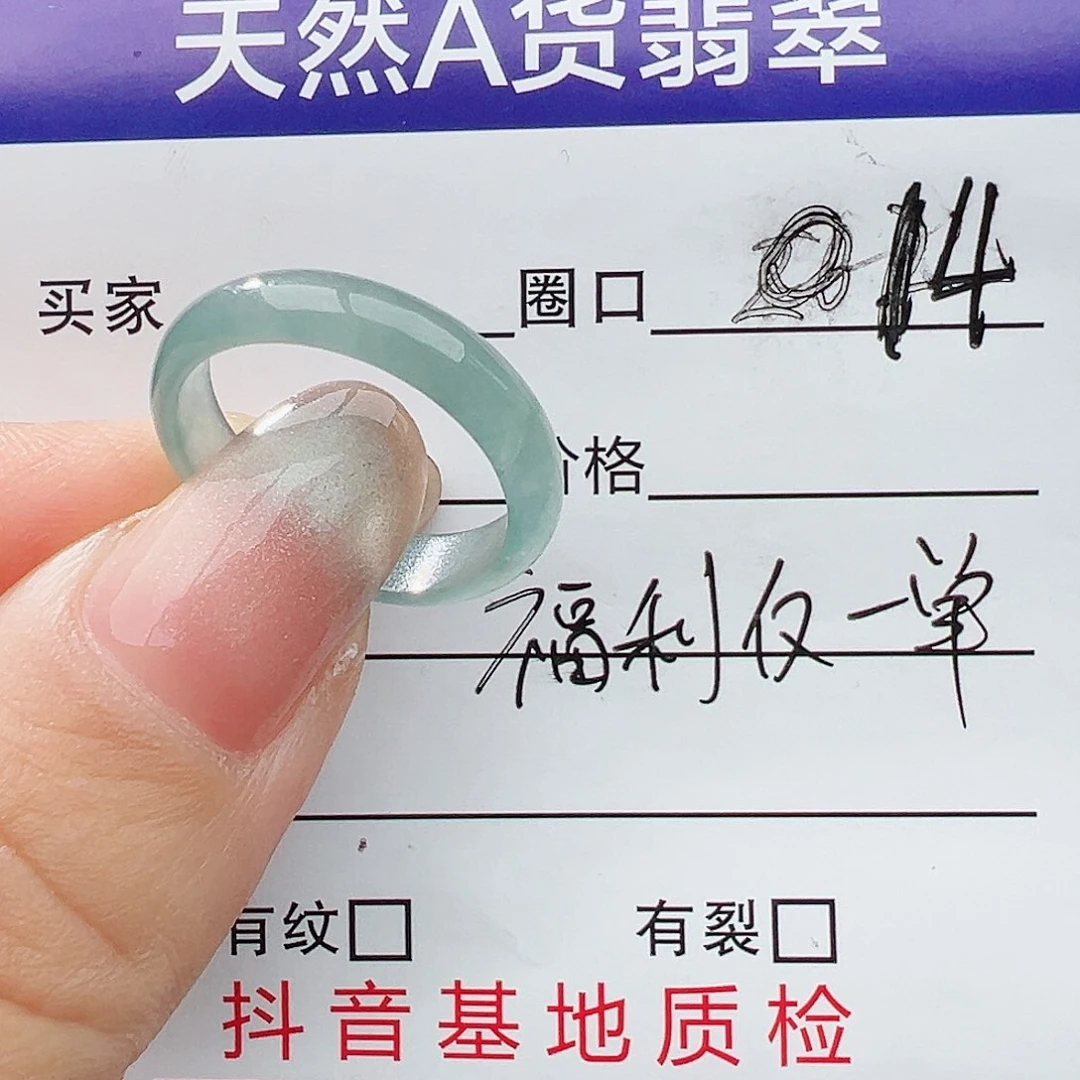 天然A货翡翠
买家 圈口 14
价格
福利仅一单
有纹□ 有裂□
抖音基地质检